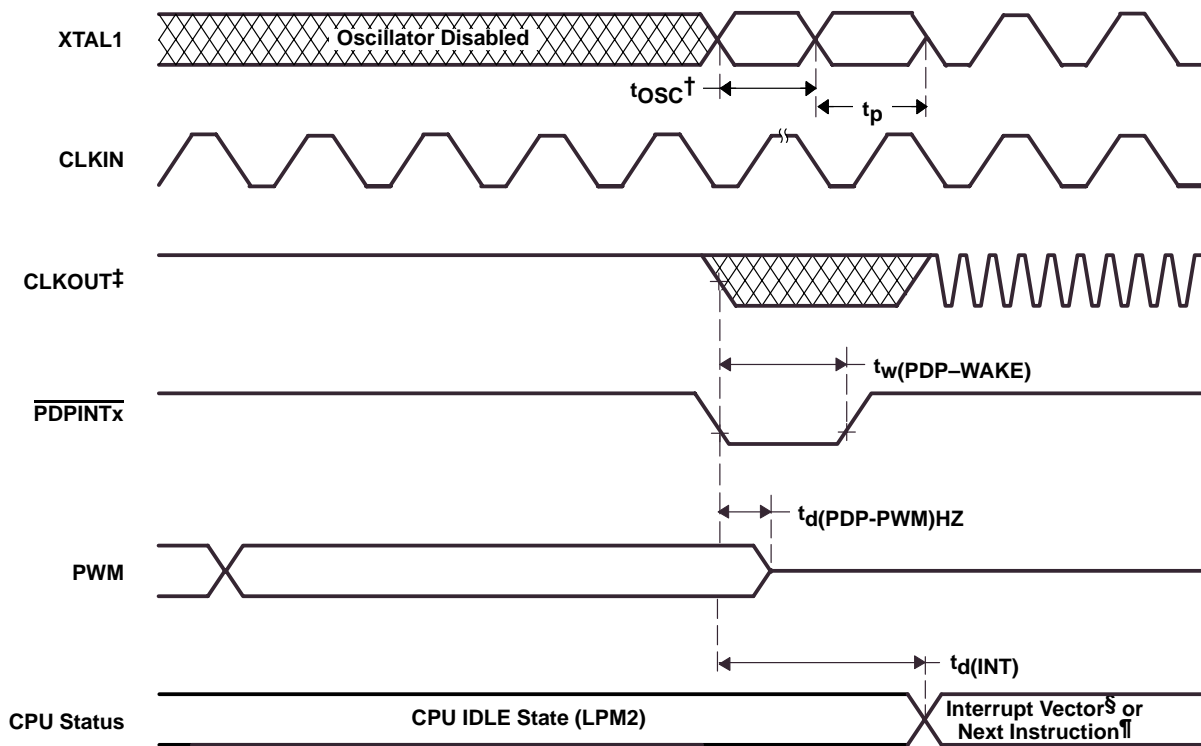 XTAL1
Oscillator Disabled
tOSC†
tp
CLKIN
CLKOUT‡
tw(PDP–WAKE)
PDPINTx
td(PDP-PWM)HZ
PWM
td(INT)
CPU Status
CPU IDLE State (LPM2)
Interrupt Vector§ or
Next Instruction¶